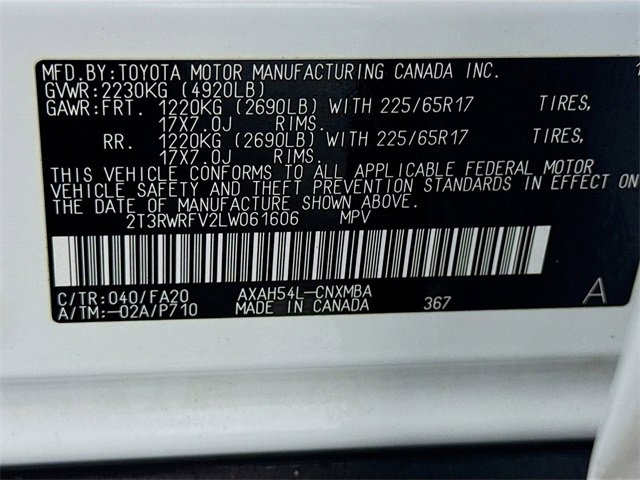 MFD.BY:TOYOTA MOTOR MANUFACTURING CANADA INC.
GVWR:2230KG (4920LB)
GAWR:FRT. 1220KG (2690LB) WITH 225/65R17 TIRES,
17X7.0J RIMS.
RR. 1220KG (2690LB) WITH 225/65R17 TIRES,
17X7.0J RIMS.
THIS VEHICLE CONFORMS TO ALL APPLICABLE FEDERAL MOTOR
VEHICLE SAFETY AND THEFT PREVENTION STANDARDS IN EFFECT ON
THE DATE OF MANUFACTURE SHOWN ABOVE.
2T3RWRFV2LW061606 MPV
C/TR:040/FA20 AXAH54L-CNXMBA
A/TM:-02A/P710 MADE IN CANADA 367 A